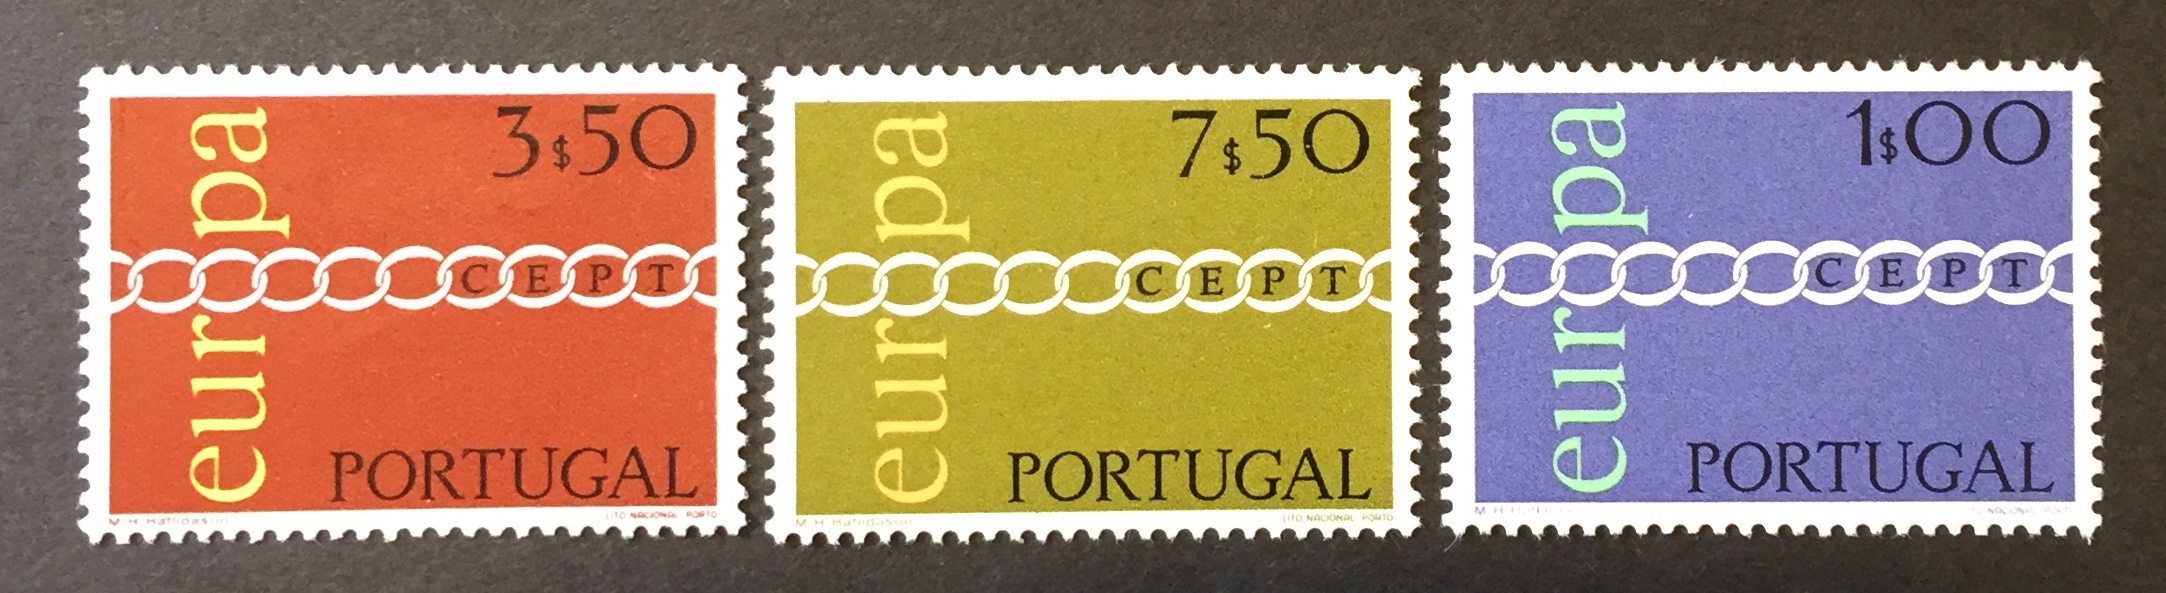 3$50
europa
CEPT
PORTUGAL
M. H. Haflidason
LITO NACIONAL PORTO
7$50
europa
CEPT
PORTUGAL
M. H. Haflidason
LITO NACIONAL PORTO
1$00
europa
CEPT
PORTUGAL